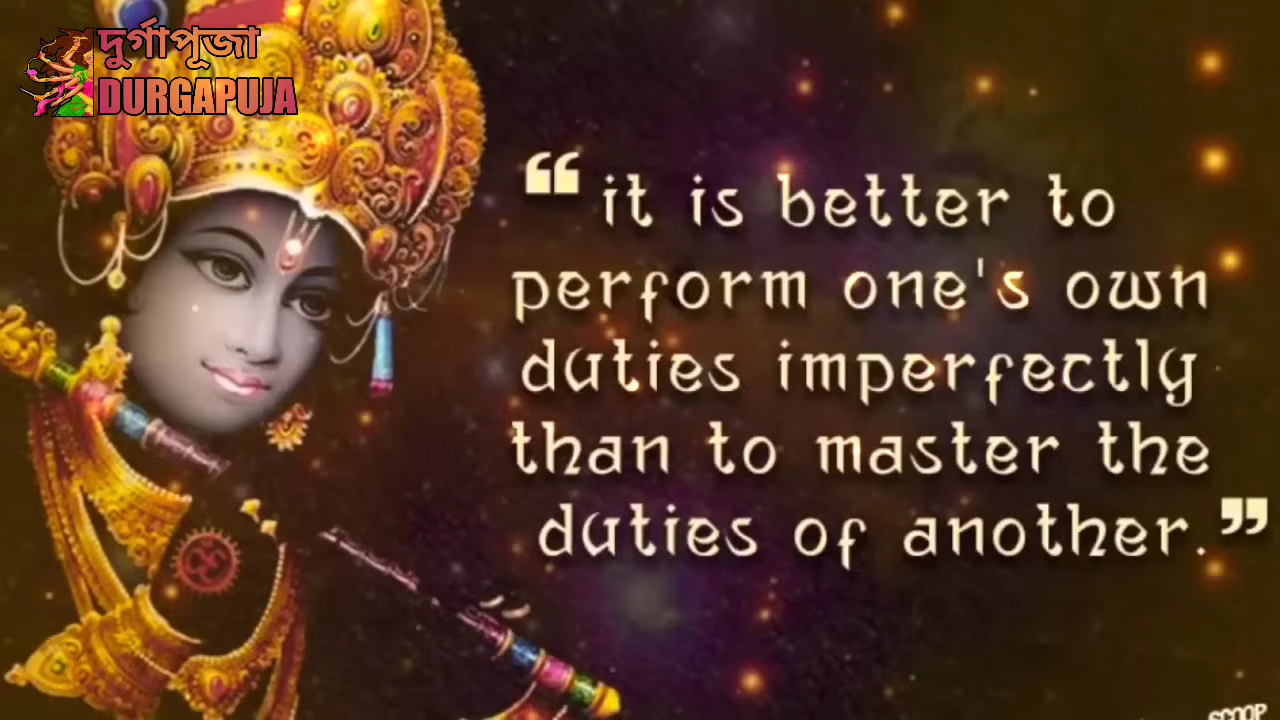 দুর্গাপূজা
DURGAPUJA
“ it is better to
perform one's own
duties imperfectly
than to master the
duties of another. ”
SCOOP